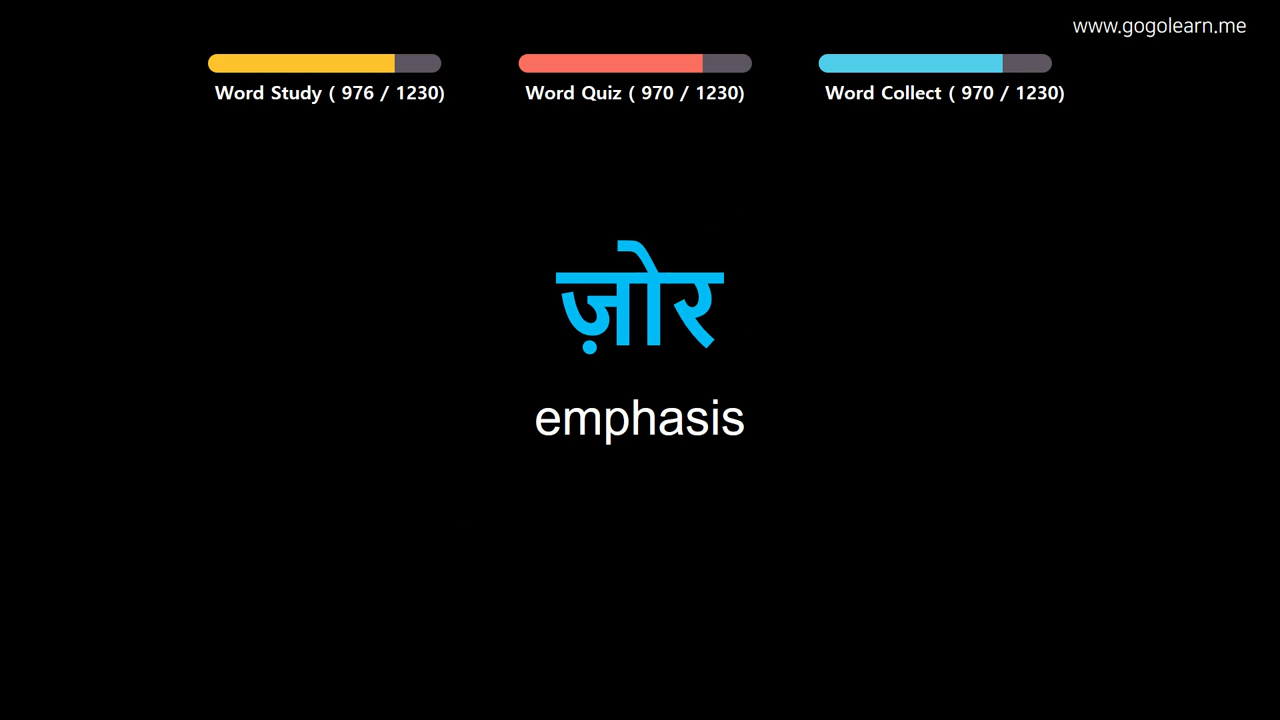 www.gogolearn.me
Word Study ( 976 / 1230)
Word Quiz ( 970 / 1230)
Word Collect ( 970 / 1230)
ज़ोर
emphasis